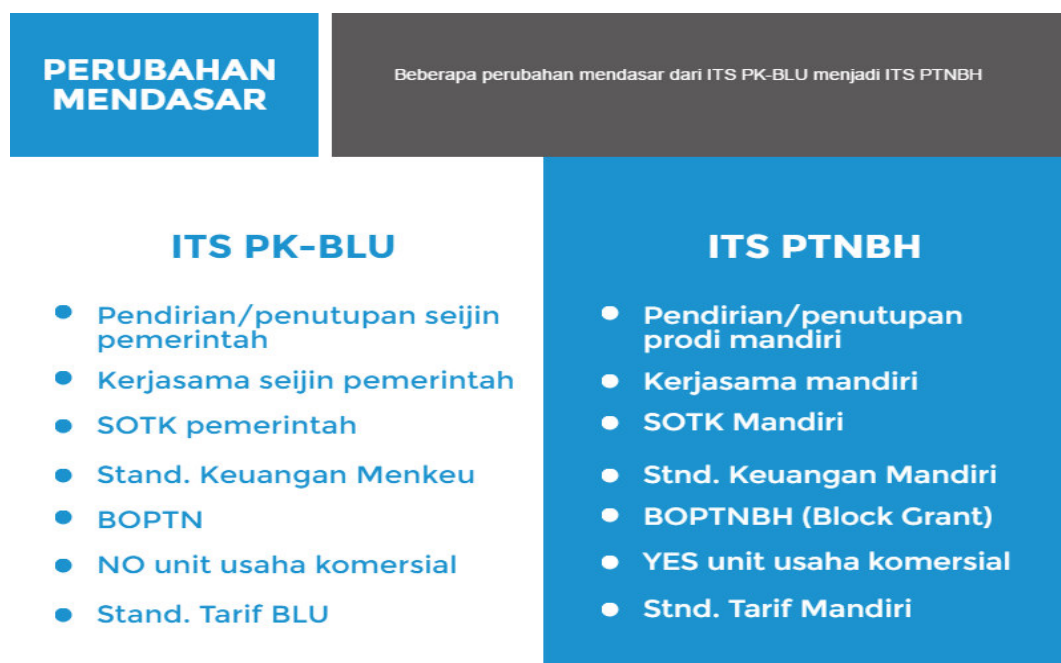 PERUBAHAN
MENDASAR
Beberapa perubahan mendasar dari ITS PK-BLU menjadi ITS PTNBH
ITS PK-BLU
Pendirian/penutupan seijin
pemerintah
Kerjasama seijin pemerintah
SOTK pemerintah
Stand. Keuangan Menkeu
BOPTN
NO unit usaha komersial
Stand. Tarif BLU
ITS PTNBH
Pendirian/penutupan
prodi mandiri
Kerjasama mandiri
SOTK Mandiri
Stnd. Keuangan Mandiri
BOPTNBH (Block Grant)
YES unit usaha komersial
Stnd. Tarif Mandiri